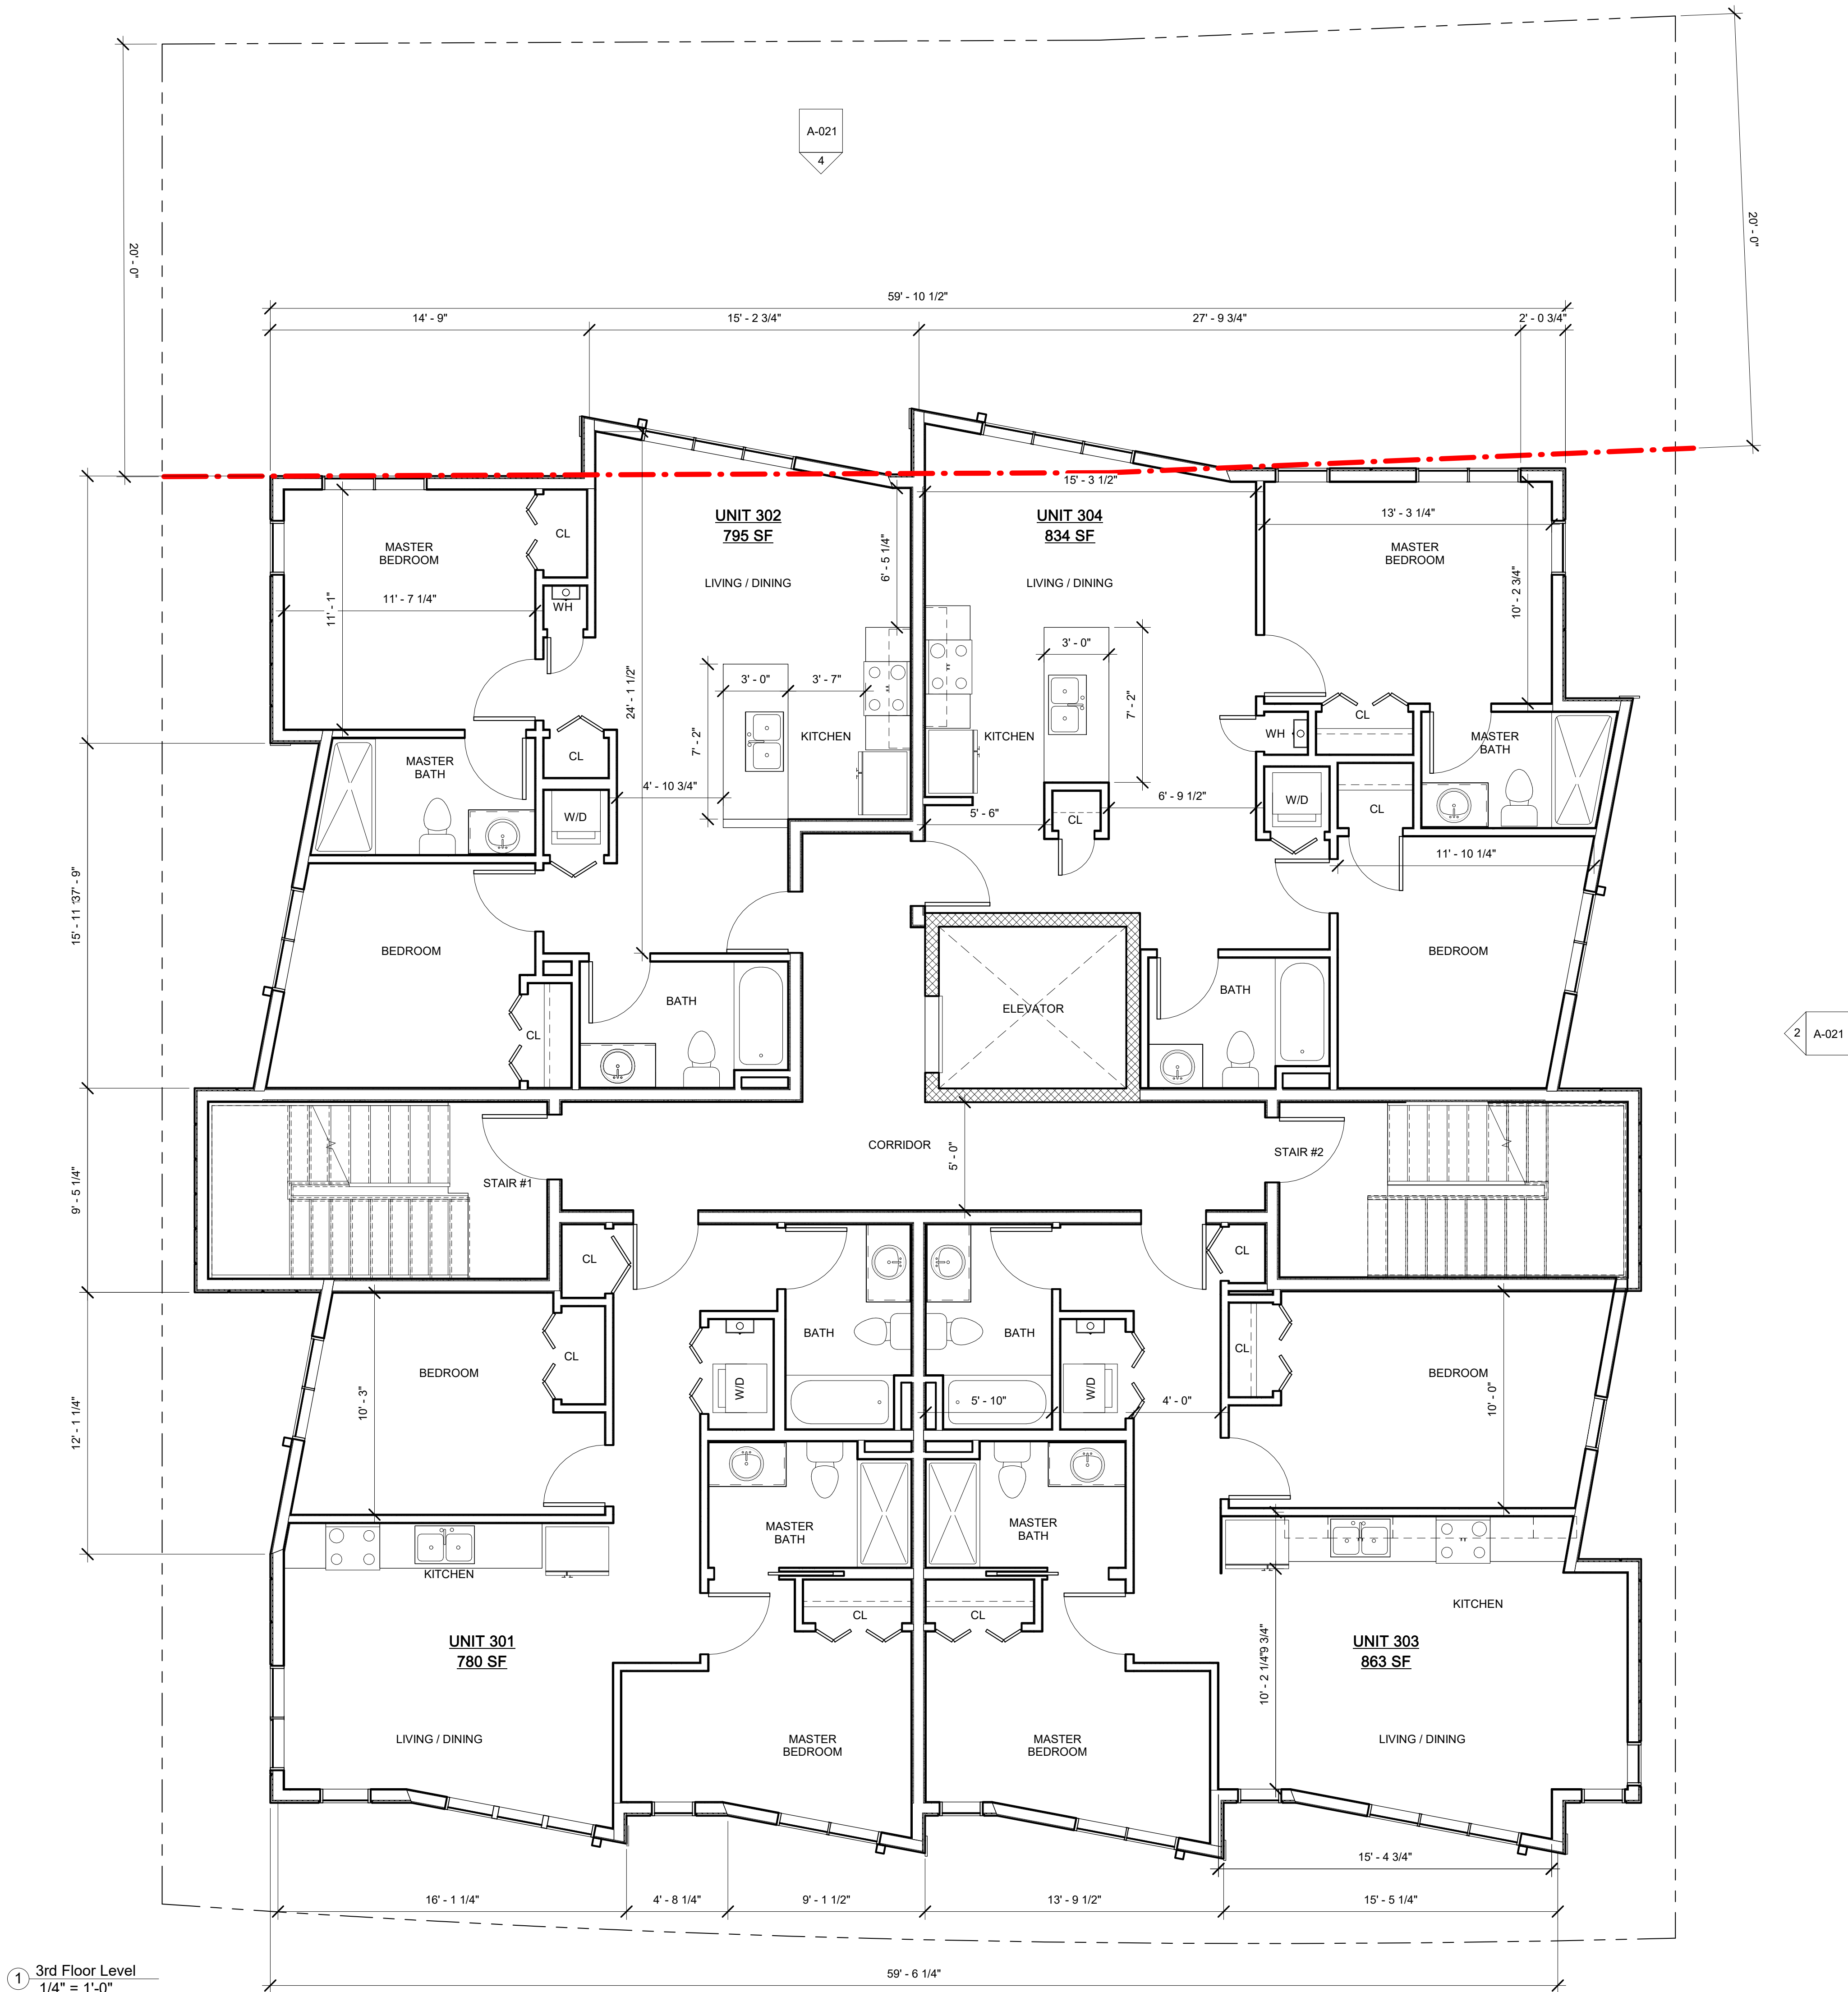 A-021
4
20' - 0"
20' - 0"
59' - 10 1/2"
14' - 9"
15' - 2 3/4"
27' - 9 3/4"
2' - 0 3/4"
15' - 3 1/2"
UNIT 302
795 SF
UNIT 304
834 SF
13' - 3 1/4"
CL
MASTER
BEDROOM
MASTER
BEDROOM
6' - 5 1/4"
LIVING / DINING
LIVING / DINING
10' - 2 3/4"
11' - 7 1/4"
11' - 1"
WH
3' - 0"
3' - 0"
3' - 7"
24' - 1 1/2"
7' - 2"
CL
7' - 2"
KITCHEN
KITCHEN
WH
MASTER
BATH
CL
MASTER
BATH
4' - 10 3/4"
6' - 9 1/2"
W/D
CL
5' - 6"
W/D
CL
11' - 10 1/4"
15' - 11
37' - 9"
BEDROOM
BEDROOM
BATH
BATH
ELEVATOR
CL
2
A-021
CORRIDOR
5' - 0"
STAIR #2
STAIR #1
9' - 5 1/4"
CL
CL
BATH
BATH
CL
CL
BEDROOM
BEDROOM
W/D
W/D
10' - 3"
5' - 10"
4' - 0"
10' - 0"
12' - 1 1/4"
MASTER
BATH
MASTER
BATH
KITCHEN
KITCHEN
CL
CL
UNIT 301
780 SF
UNIT 303
863 SF
10' - 2 1/4"
9 3/4"
LIVING / DINING
MASTER
BEDROOM
MASTER
BEDROOM
LIVING / DINING
15' - 4 3/4"
16' - 1 1/4"
4' - 8 1/4"
9' - 1 1/2"
13' - 9 1/2"
15' - 5 1/4"
59' - 6 1/4"
1
3rd Floor Level
1/4" = 1'-0"